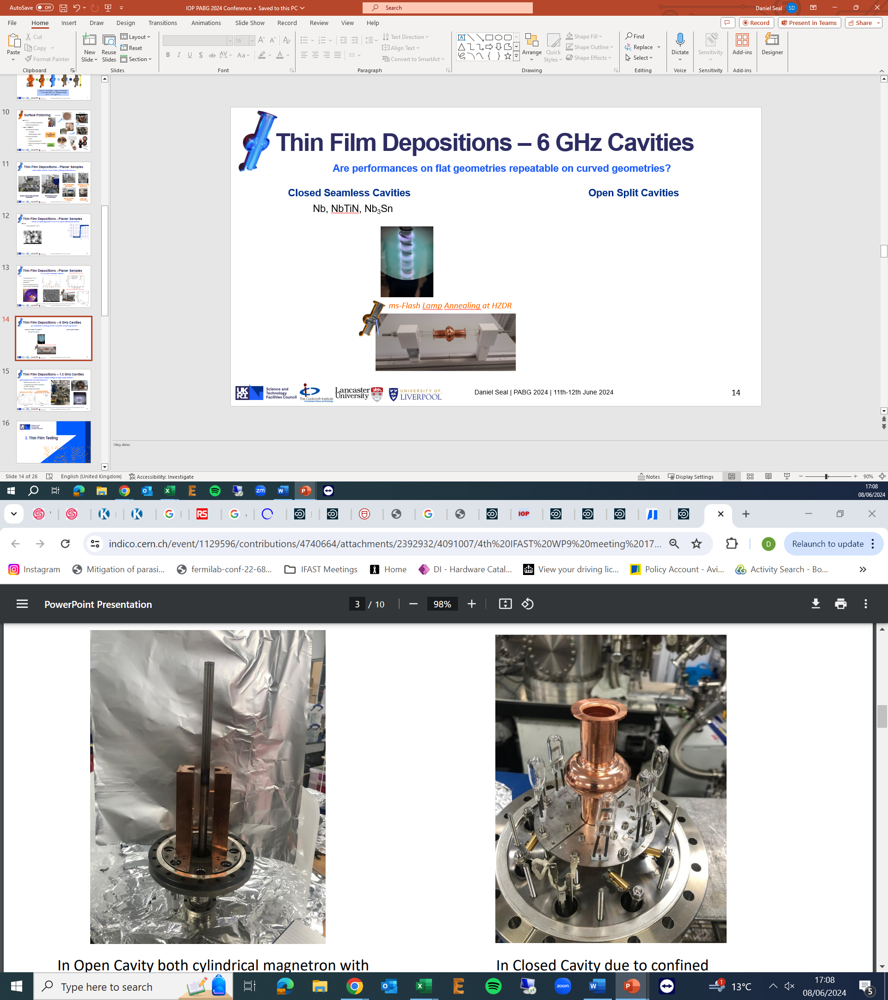 AutoSave Off
IOP PABG 2024 Conference • Saved to this PC
Search
Daniel Seal SD
File Home Insert Draw Design Transitions Animations Slide Show Record Review View Help
Record Present in Teams Share
Paste
Cut
Copy
Format Painter
Clipboard
New Slide
Reuse Slides
Layout
Reset
Section
Slides
16
Font
Text Direction
Align Text
Convert to SmartArt
Paragraph
Arrange
Quick Styles
Shape Fill
Shape Outline
Shape Effects
Drawing
Find
Replace
Select
Editing
Dictate
Voice
Sensitivity
Sensitivity
Add-ins
Add-ins
Designer
10
Surface Polishing
11
Thin Film Depositions - Planar Samples
12
Thin Film Depositions - Planar Samples
13
Thin Film Depositions - Planar Samples
14
Thin Film Depositions – 6 GHz Cavities
15
Thin Film Depositions – 1.3 GHz Cavities
16
3. Thin Film Testing
Thin Film Depositions – 6 GHz Cavities
Are performances on flat geometries repeatable on curved geometries?
Closed Seamless Cavities
Open Split Cavities
Nb, NbTiN, Nb₃Sn
ms-Flash Lamp Annealing at HZDR
UKRI Science and Technology Facilities Council
The Cockcroft Institute
of Accelerator Science and Technology
Lancaster University
UNIVERSITY OF LIVERPOOL
Daniel Seal | PABG 2024 | 11th-12th June 2024
14
Oleg slides
Slide 14 of 26
English (United Kingdom)
Accessibility: Investigate
Notes
Display Settings
90%
17:08
08/06/2024
indico.cern.ch/event/1129596/contributions/4740664/attachments/2392932/4091007/4th%20IFAST%20WP9%20meeting%2017...
D
Relaunch to update
Instagram
Mitigation of parasi...
fermilab-conf-22-68...
IFAST Meetings
Home
DI - Hardware Catal...
View your driving lic...
Policy Account - Avi...
Activity Search - Bo...
PowerPoint Presentation
3 / 10
98%
In Open Cavity both cylindrical magnetron with
In Closed Cavity due to confined
Type here to search
13°C
17:08
08/06/2024
5